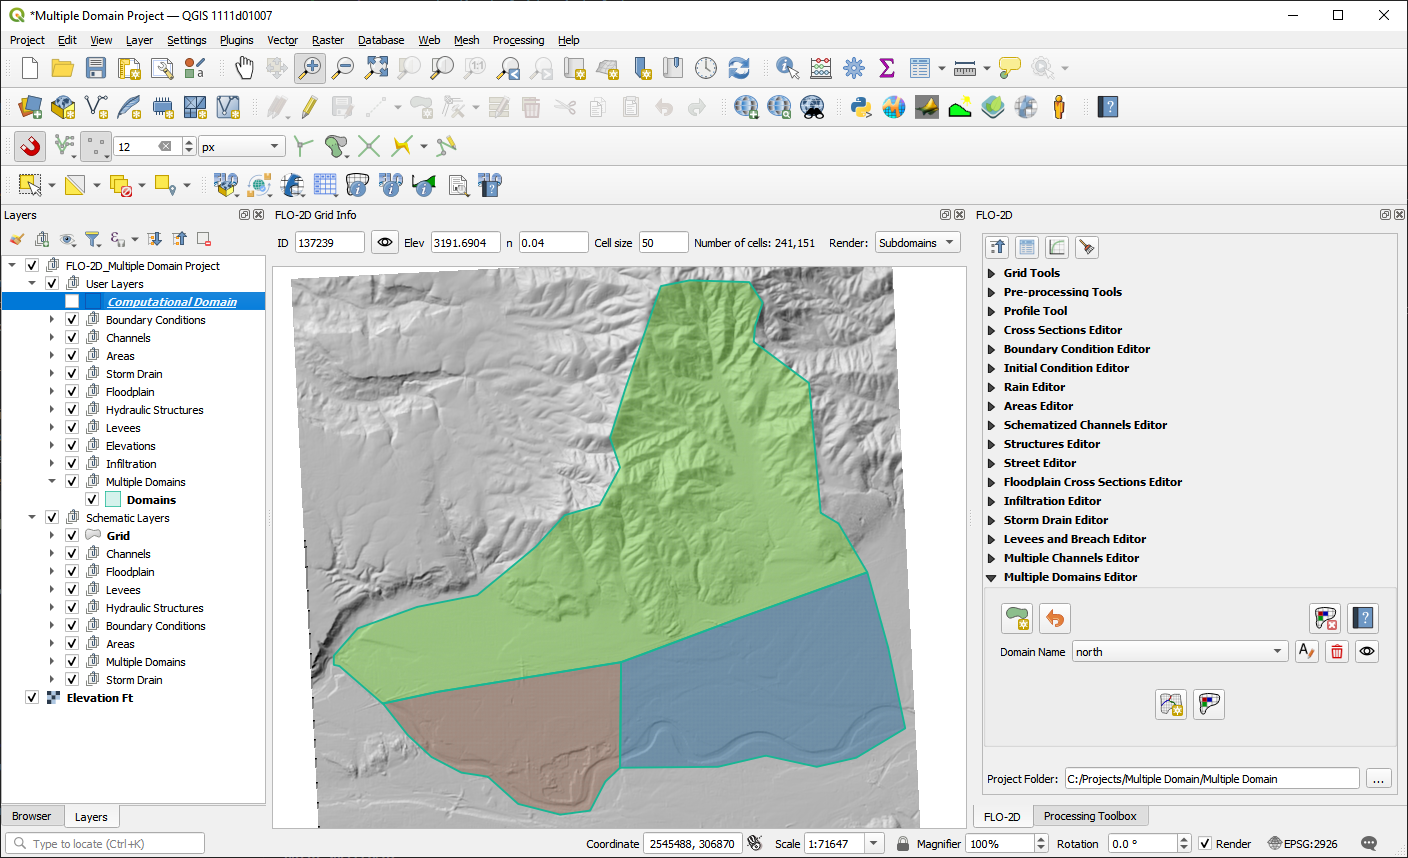 *Multiple Domain Project — QGIS 1111d01007
Project Edit View Layer Settings Plugins Vector Raster Database Web Mesh Processing Help
12 px
Layers
FLO-2D Grid Info
FLO-2D
ID 137239 Elev 3191.6904 n 0.04 Cell size 50 Number of cells: 241,151 Render: Subdomains
FLO-2D_Multiple Domain Project
User Layers
Computational Domain
Boundary Conditions
Channels
Areas
Storm Drain
Floodplain
Hydraulic Structures
Levees
Elevations
Infiltration
Multiple Domains
Domains
Schematic Layers
Grid
Channels
Floodplain
Levees
Hydraulic Structures
Boundary Conditions
Areas
Multiple Domains
Storm Drain
Elevation Ft
Grid Tools
Pre-processing Tools
Profile Tool
Cross Sections Editor
Boundary Condition Editor
Initial Condition Editor
Rain Editor
Areas Editor
Schematized Channels Editor
Structures Editor
Street Editor
Floodplain Cross Sections Editor
Infiltration Editor
Storm Drain Editor
Levees and Breach Editor
Multiple Channels Editor
Multiple Domains Editor
Domain Name north
Project Folder: C:/Projects/Multiple Domain/Multiple Domain ...
Browser Layers
FLO-2D Processing Toolbox
Type to locate (Ctrl+K)
Coordinate 2545488, 306870 Scale 1:71647 Magnifier 100% Rotation 0.0 ° Render EPSG:2926